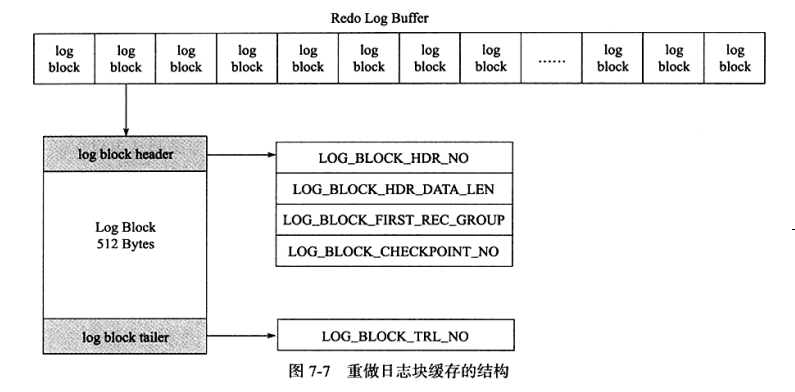 Redo Log Buffer
log block
log block
log block
log block
log block
log block
log block
log block
……
log block
log block
log block
log block header
LOG_BLOCK_HDR_NO
LOG_BLOCK_HDR_DATA_LEN
LOG_BLOCK_FIRST_REC_GROUP
LOG_BLOCK_CHECKPOINT_NO
Log Block
512 Bytes
log block tailer
LOG_BLOCK_TRL_NO
图 7-7 重做日志块缓存的结构